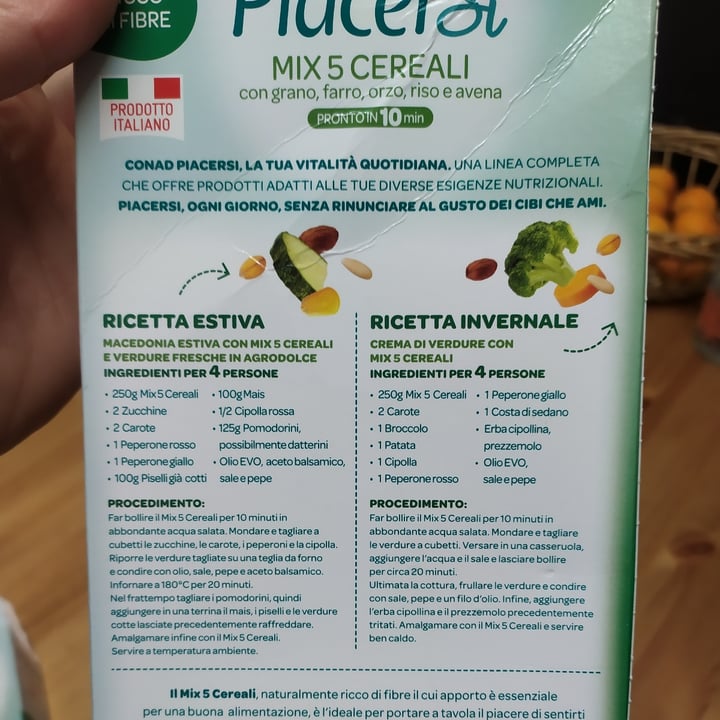 FIBRE
Piacersi
MIX 5 CEREALI
con grano, farro, orzo, riso e avena
PRONTO IN 10 min
PRODOTTO
ITALIANO
CONAD PIACERSI, LA TUA VITALITÀ QUOTIDIANA. UNA LINEA COMPLETA
CHE OFFRE PRODOTTI ADATTI ALLE TUE DIVERSE ESIGENZE NUTRIZIONALI.
PIACERSI, OGNI GIORNO, SENZA RINUNCIARE AL GUSTO DEI CIBI CHE AMI.
RICETTA ESTIVA
MACEDONIA ESTIVA CON MIX 5 CEREALI
E VERDURE FRESCHE IN AGRODOLCE
INGREDIENTI PER 4 PERSONE
• 250g Mix 5 Cereali
• 2 Zucchine
• 2 Carote
• 1 Peperone rosso
• 1 Peperone giallo
• 100g Piselli già cotti
• 100g Mais
• 1/2 Cipolla rossa
• 125g Pomodorini,
possibilmente datterini
• Olio EVO, aceto balsamico,
sale e pepe
PROCEDIMENTO:
Far bollire il Mix 5 Cereali per 10 minuti in
abbondante acqua salata. Mondare e tagliare a
cubetti le zucchine, le carote, i peperoni e la cipolla.
Riporre le verdure tagliate su una teglia da forno
e condire con olio, sale, pepe e aceto balsamico.
Infornare a 180°C per 20 minuti.
Nel frattempo tagliare i pomodorini, quindi
aggiungere in una terrina il mais, i piselli e le verdure
cotte lasciate precedentemente raffreddare.
Amalgamare infine con il Mix 5 Cereali.
Servire a temperatura ambiente.
RICETTA INVERNALE
CREMA DI VERDURE CON
MIX 5 CEREALI
INGREDIENTI PER 4 PERSONE
• 250g Mix 5 Cereali
• 2 Carote
• 1 Broccolo
• 1 Patata
• 1 Cipolla
• 1 Peperone rosso
• 1 Peperone giallo
• 1 Costa di sedano
• Erba cipollina,
prezzemolo
• Olio EVO,
sale e pepe
PROCEDIMENTO:
Far bollire il Mix 5 Cereali per 10 minuti in
abbondante acqua salata. Mondare e tagliare
le verdure a cubetti. Versare in una casseruola,
aggiungere l'acqua e il sale e lasciare bollire
per circa 20 minuti.
Ultimata la cottura, frullare le verdure e condire
con sale, pepe e un filo d'olio. Infine, aggiungere
l'erba cipollina e il prezzemolo precedentemente
tritati. Amalgamare con il Mix 5 Cereali e servire
ben caldo.
Il Mix 5 Cereali, naturalmente ricco di fibre il cui apporto è essenziale
per una buona alimentazione, è l'ideale per portare a tavola il piacere di sentirti